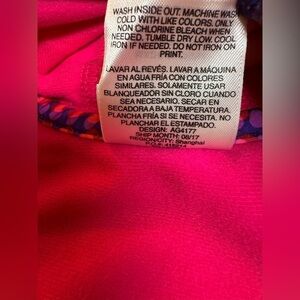 WASH INSIDE OUT. MACHINE WASH
COLD WITH LIKE COLORS. ONLY
NON CHLORINE BLEACH WHEN
NEEDED. TUMBLE DRY LOW. COOL
IRON IF NEEDED. DO NOT IRON ON
PRINT.
LAVAR AL REVÉS. LAVAR A MÁQUINA
EN AGUA FRÍA CON COLORES
SIMILARES. SOLAMENTE USAR
BLANQUEADOR SIN CLORO CUANDO
SEA NECESARIO. SECAR EN
SECADORA A BAJA TEMPERATURA.
PLANCHA FRÍA SI SE NECESITA. NO
PLANCHAR EL ESTAMPADO.
DESIGN: AG4177
SHIP MONTH: 08/17
REGION/CITY: Shanghai